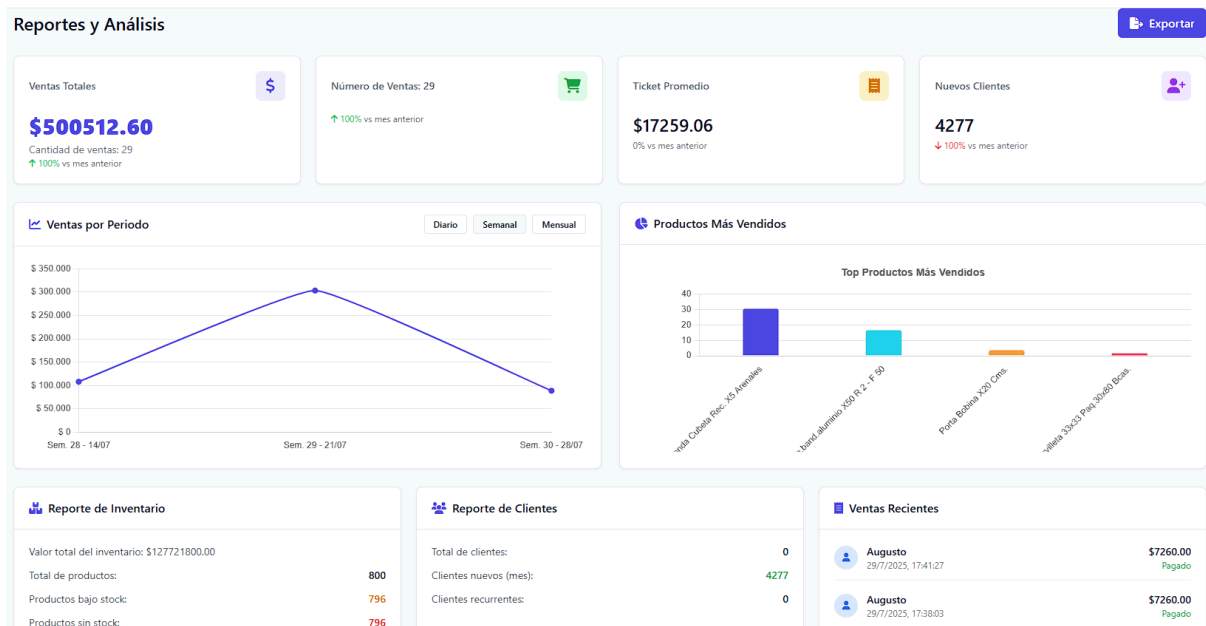 Reportes y Análisis
Exportar
Ventas Totales
$500512.60
Cantidad de ventas: 29
100% vs mes anterior
Número de Ventas: 29
100% vs mes anterior
Ticket Promedio
$17259.06
0% vs mes anterior
Nuevos Clientes
4277
100% vs mes anterior
Ventas por Periodo
Diario
Semanal
Mensual
$ 350.000
$ 300.000
$ 250.000
$ 200.000
$ 150.000
$ 100.000
$ 50.000
$ 0
Sem. 28 - 14/07
Sem. 29 - 21/07
Sem. 30 - 28/07
Productos Más Vendidos
Top Productos Más Vendidos
40
30
20
10
0
nda Cubeta Rec. X5 Arenales
.band.aluminio X50 R 2 - F 50
Porta Bobina X20 Cms.
villeta 33x33 Paq.30x80 Bcas.
Reporte de Inventario
Valor total del inventario: $127721800.00
Total de productos: 800
Productos bajo stock: 796
Productos sin stock: 796
Reporte de Clientes
Total de clientes: 0
Clientes nuevos (mes): 4277
Clientes recurrentes: 0
Ventas Recientes
Augusto $7260.00
29/7/2025, 17:41:27 Pagado
Augusto $7260.00
29/7/2025, 17:38:03 Pagado